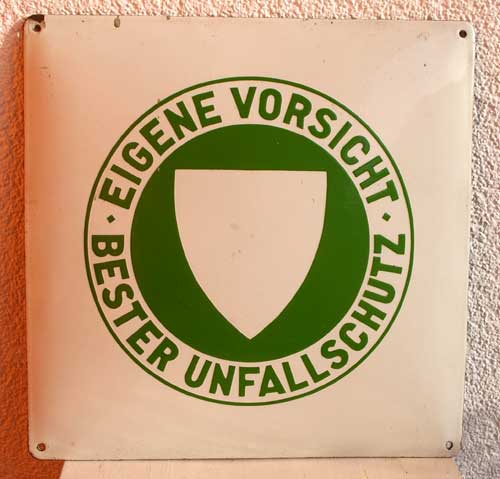 EIGENE VORSICHT
BESTER UNFALLSCHUTZ